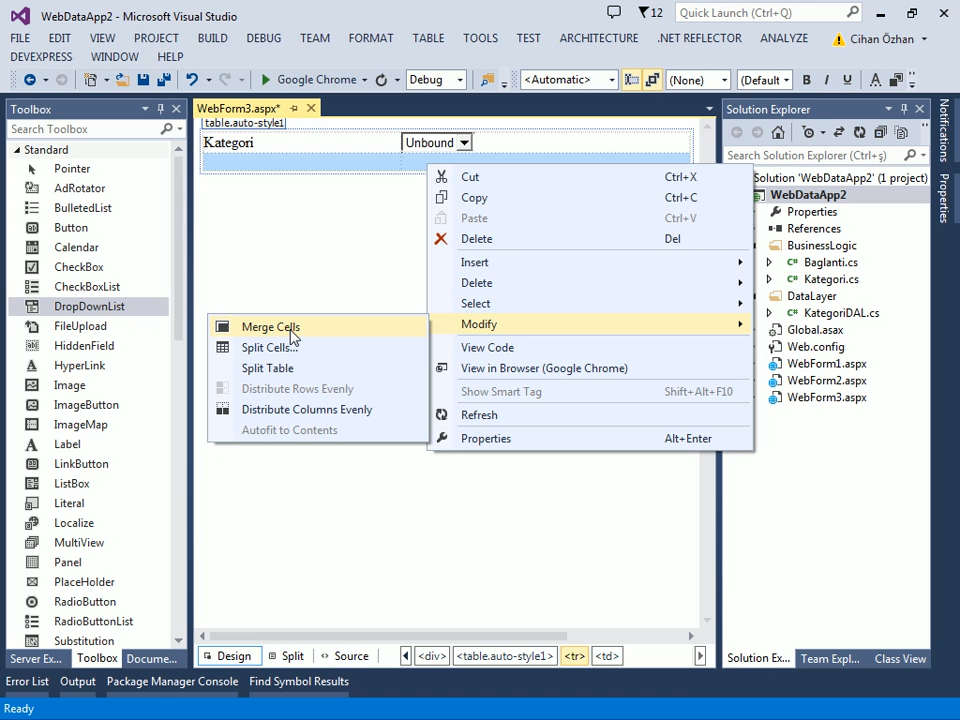 WebDataApp2 - Microsoft Visual Studio
12
Quick Launch (Ctrl+Q)
FILE EDIT VIEW PROJECT BUILD DEBUG TEAM FORMAT TABLE TOOLS TEST ARCHITECTURE .NET REFLECTOR ANALYZE Cihan Özhan
DEVEXPRESS WINDOW HELP
Google Chrome Debug <Automatic> (None) (Default B I U A
Toolbox
Search Toolbox
Standard
Pointer
AdRotator
BulletedList
Button
Calendar
CheckBox
CheckBoxList
DropDownList
FileUpload
HiddenField
HyperLink
Image
ImageButton
ImageMap
Label
LinkButton
ListBox
Literal
Localize
MultiView
Panel
PlaceHolder
RadioButton
RadioButtonList
Substitution
Server Ex... Toolbox Docume...
WebForm3.aspx*
table.auto-style1
Kategori Unbound
Cut Ctrl+X
Copy Ctrl+C
Paste Ctrl+V
Delete Del
Insert
Delete
Select
Modify
View Code
View in Browser (Google Chrome)
Show Smart Tag Shift+Alt+F10
Refresh
Properties Alt+Enter
Merge Cells
Split Cells...
Split Table
Distribute Rows Evenly
Distribute Columns Evenly
Autofit to Contents
Design Split Source <div> <table.auto-style1> <tr> <td>
Solution Explorer
Search Solution Explorer (Ctrl+ş)
Solution 'WebDataApp2' (1 project)
WebDataApp2
Properties
References
BusinessLogic
C# Baglanti.cs
C# Kategori.cs
DataLayer
C# KategoriDAL.cs
Global.asax
Web.config
WebForm1.aspx
WebForm2.aspx
WebForm3.aspx
Solution Ex... Team Expl... Class View
Notifications
Properties
Error List Output Package Manager Console Find Symbol Results
Ready